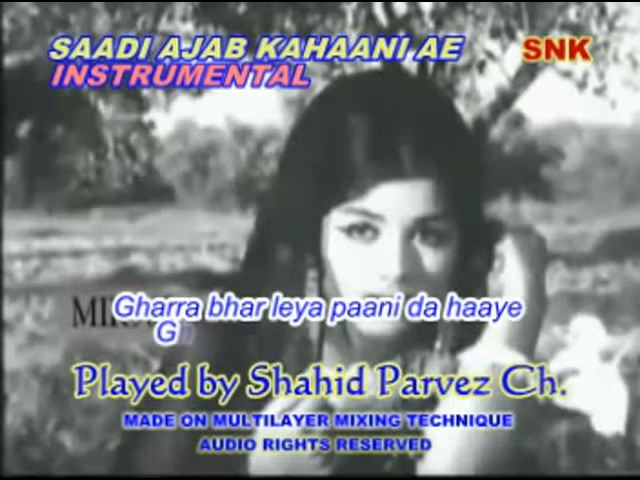 SAADI AJAB KAHAANI AE SNK
INSTRUMENTAL
Gharra bhar leya paani da haaye
G
Played by Shahid Parvez Ch.
MADE ON MULTILAYER MIXING TECHNIQUE
AUDIO RIGHTS RESERVED